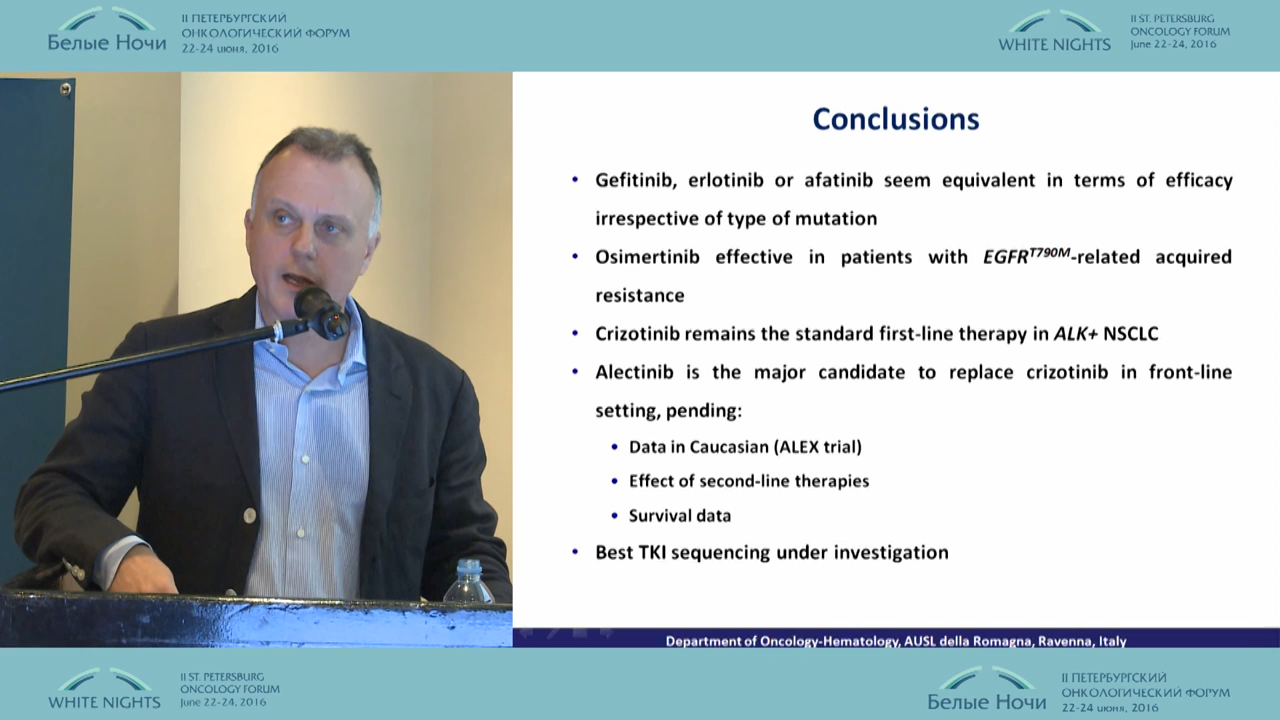 II ПЕТЕРБУРГСКИЙ
ОНКОЛОГИЧЕСКИЙ ФОРУМ
Белые Ночи
22-24 июня, 2016
II ST. PETERSBURG
ONCOLOGY FORUM
WHITE NIGHTS
June 22-24, 2016
Conclusions
• Gefitinib, erlotinib or afatinib seem equivalent in terms of efficacy
irrespective of type of mutation
• Osimertinib effective in patients with EGFRT790M-related acquired
resistance
• Crizotinib remains the standard first-line therapy in ALK+ NSCLC
• Alectinib is the major candidate to replace crizotinib in front-line
setting, pending:
• Data in Caucasian (ALEX trial)
• Effect of second-line therapies
• Survival data
• Best TKI sequencing under investigation
Department of Oncology-Hematology, AUSL della Romagna, Ravenna, Italy
II ST. PETERSBURG
ONCOLOGY FORUM
WHITE NIGHTS
June 22-24, 2016
II ПЕТЕРБУРГСКИЙ
ОНКОЛОГИЧЕСКИЙ ФОРУМ
Белые Ночи
22-24 июня, 2016